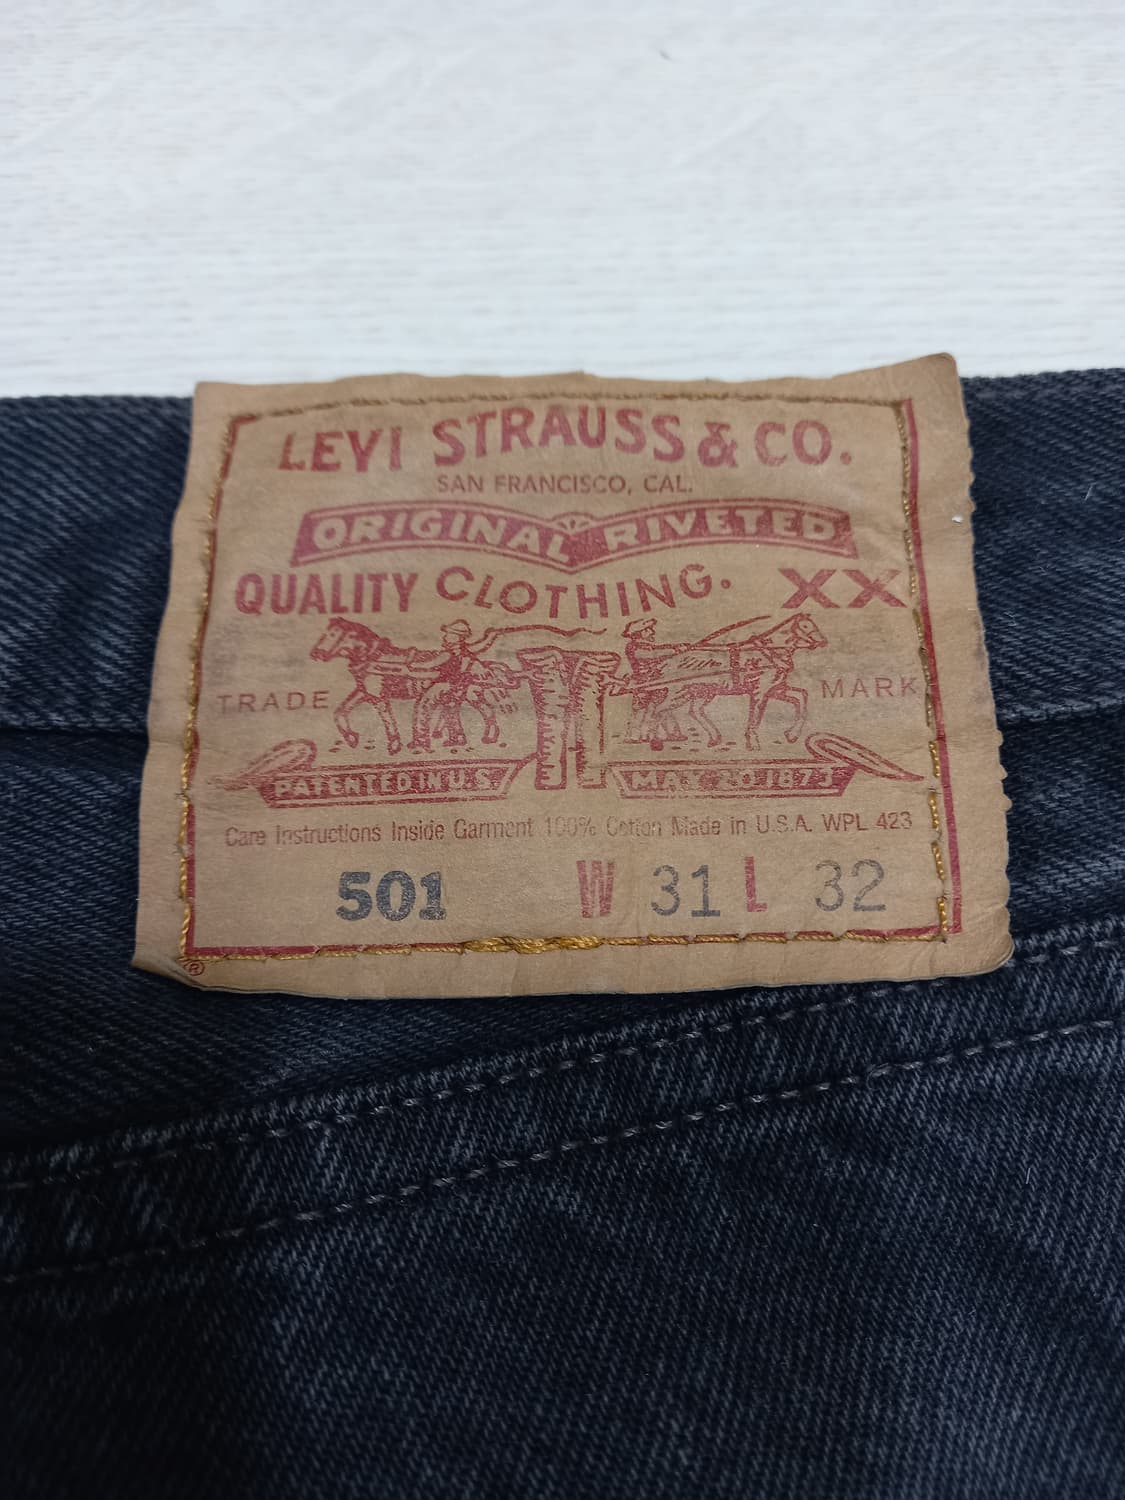 LEVI STRAUSS & CO.
SAN FRANCISCO, CAL.
ORIGINAL RIVETED
QUALITY CLOTHING. XX
TRADE MARK
PATENTED IN U.S. MAY 20 1873
Care Instructions Inside Garment 100% Cotton Made in U.S.A. WPL 423
501 W 31 L 32
®